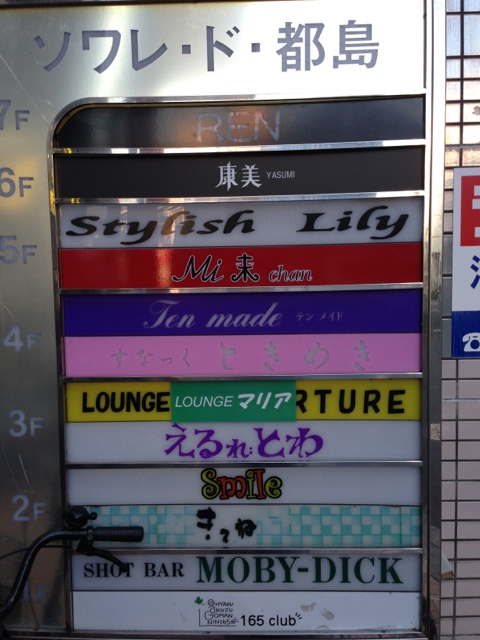 ソワレ・ド・都島
7F
REN
6F
康美 YASUMI
Stylish Lily
5F
Mi来 chan
Ten made テン メイド
4F
すなっく ときめき
LOUNGE LOUNGE マリア RTURE
3F
えるれ・とわ
Smile
2F
きつね
SHOT BAR MOBY-DICK
165 club